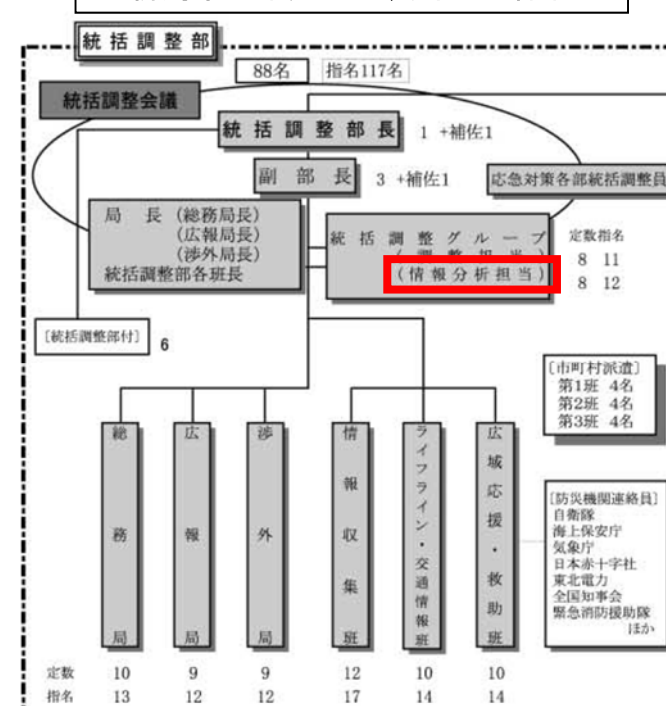 統括調整部
88名 指名117名
統括調整会議
統括調整部長 1 +補佐1
副部長 3 +補佐1
応急対策各部統括調整員
局長(総務局長)
(広報局長)
(渉外局長)
統括調整部各班長
統括調整グループ
(調整担当)
(情報分析担当)
定数指名
8 11
8 12
〔統括調整部付〕 6
〔市町村派遣〕
第1班 4名
第2班 4名
第3班 4名
総務局
広報局
渉外局
情報収集班
ライフライン・交通情報班
広域応援・救助班
〔防災機関連絡員〕
自衛隊
海上保安庁
気象庁
日本赤十字社
東北電力
全国知事会
緊急消防援助隊
ほか
定数 10 9 9 12 10 10
指名 13 12 12 17 14 14